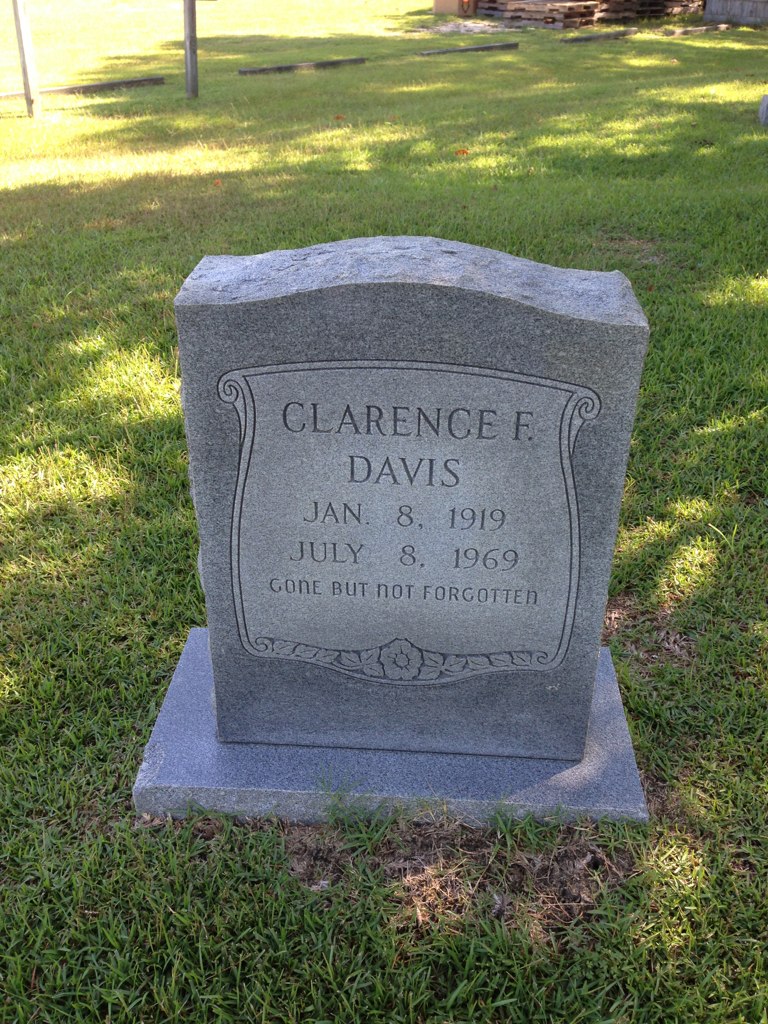 CLARENCE F.
DAVIS
JAN. 8, 1919
JULY 8, 1969
GONE BUT NOT FORGOTTEN